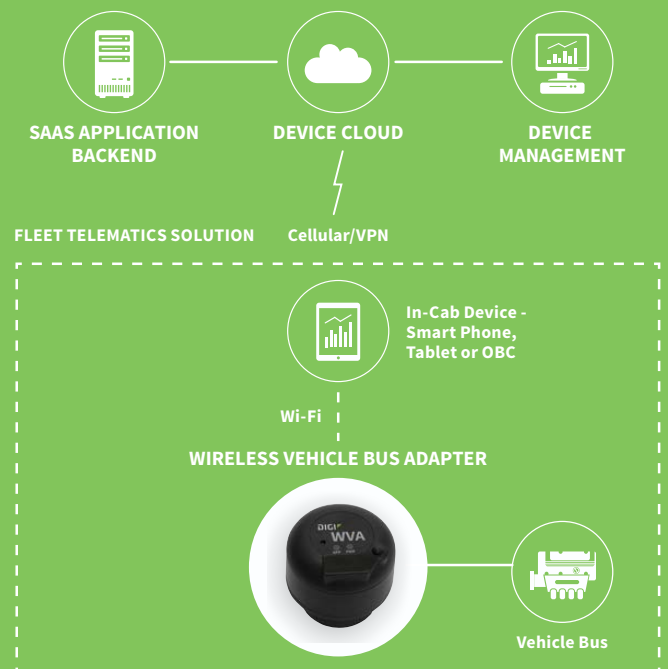 SAAS APPLICATION
BACKEND
DEVICE CLOUD
DEVICE
MANAGEMENT
FLEET TELEMATICS SOLUTION
Cellular/VPN
In-Cab Device -
Smart Phone,
Tablet or OBC
Wi-Fi
WIRELESS VEHICLE BUS ADAPTER
DIGI
WVA
Vehicle Bus